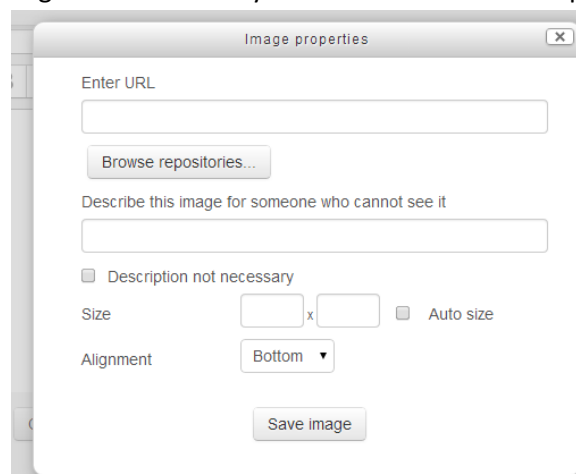 Image properties
Enter URL
Browse repositories...
Describe this image for someone who cannot see it
Description not necessary
Size x Auto size
Alignment Bottom
Save image